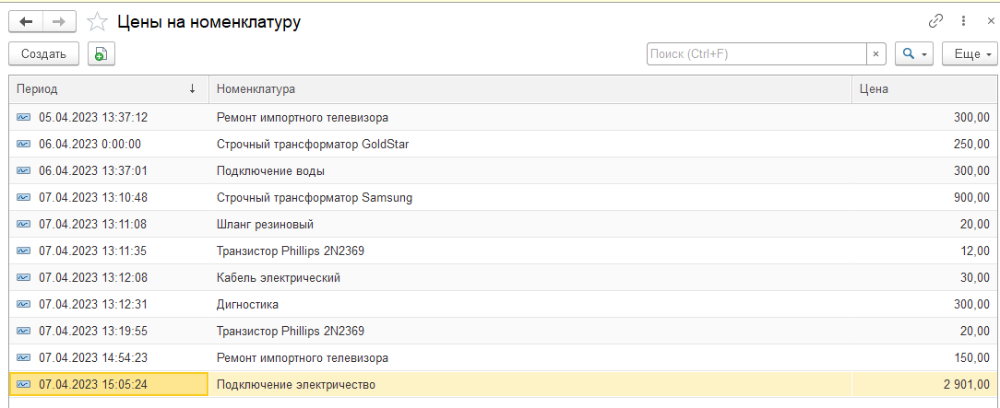 Цены на номенклатуру
Создать Поиск (Ctrl+F) × Еще
Период ↓ Номенклатура Цена
05.04.2023 13:37:12 Ремонт импортного телевизора 300,00
06.04.2023 0:00:00 Строчный трансформатор GoldStar 250,00
06.04.2023 13:37:01 Подключение воды 300,00
07.04.2023 13:10:48 Строчный трансформатор Samsung 900,00
07.04.2023 13:11:08 Шланг резиновый 20,00
07.04.2023 13:11:35 Транзистор Phillips 2N2369 12,00
07.04.2023 13:12:08 Кабель электрический 30,00
07.04.2023 13:12:31 Дигностика 300,00
07.04.2023 13:19:55 Транзистор Phillips 2N2369 20,00
07.04.2023 14:54:23 Ремонт импортного телевизора 150,00
07.04.2023 15:05:24 Подключение электричество 2 901,00